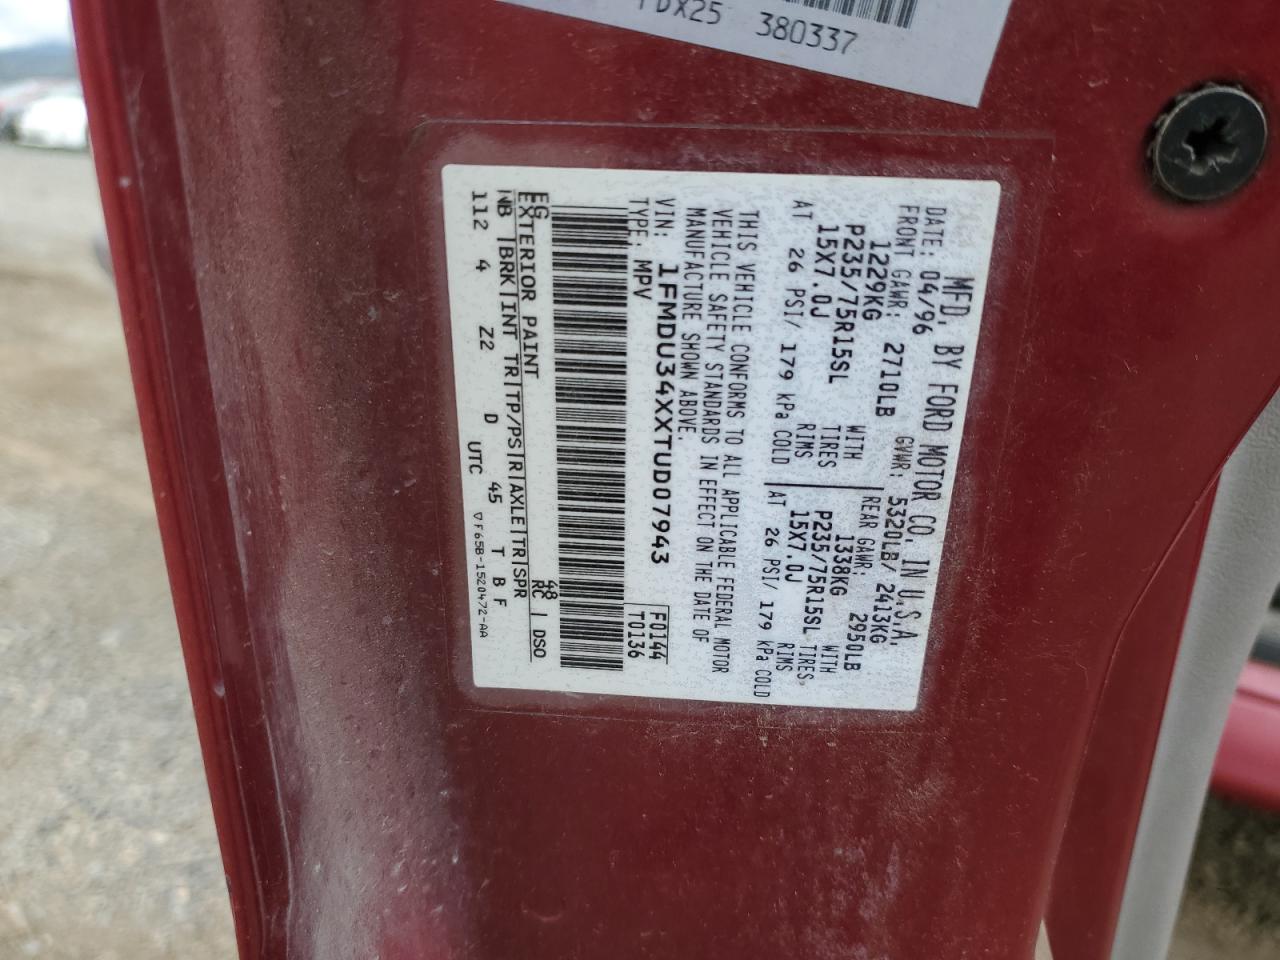 FDX25 380337
MFD. BY FORD MOTOR CO. IN U.S.A.
DATE: 04/96 GVWR: 5320LB/ 2413KG
FRONT GAWR: 2710LB REAR GAWR: 2950LB
1229KG WITH 1338KG WITH
P235/75R15SL TIRES P235/75R15SL TIRES
15X7.0J RIMS 15X7.0J RIMS
AT 26 PSI/ 179 kPa COLD AT 26 PSI/ 179 kPa COLD
THIS VEHICLE CONFORMS TO ALL APPLICABLE FEDERAL MOTOR
VEHICLE SAFETY STANDARDS IN EFFECT ON THE DATE OF
MANUFACTURE SHOWN ABOVE.
VIN: 1FMDU34XXTUD07943 F0144
TYPE: MPV T0136
EG 48
EXTERIOR PAINT RC DSO
WB BRK INT TR TP/PS R AXLE TR SPR
112 4 Z2 D 45 T B F
UTC ▽F65B-1520472-AA